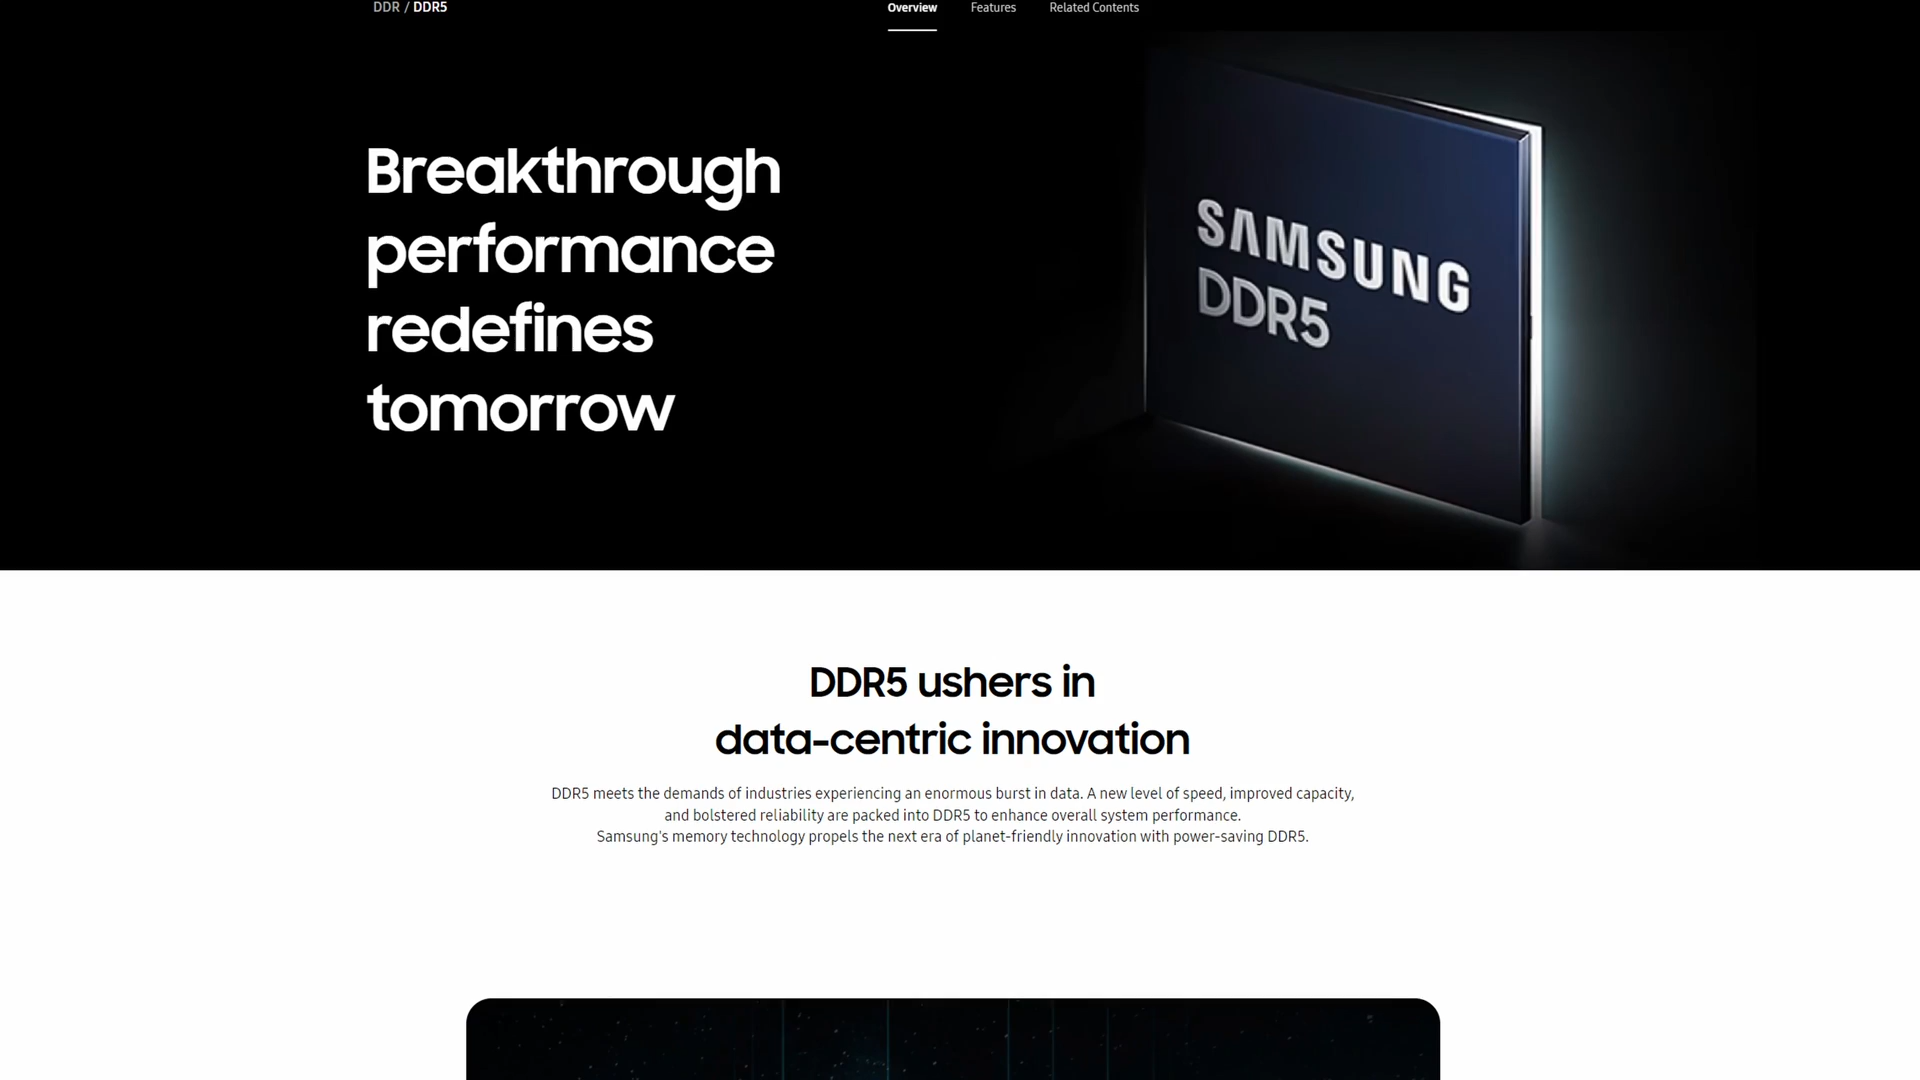 DDR / DDR5
Overview
Features
Related Contents
Breakthrough
performance
redefines
tomorrow
SAMSUNG
DDR5
DDR5 ushers in
data-centric innovation
DDR5 meets the demands of industries experiencing an enormous burst in data. A new level of speed, improved capacity,
and bolstered reliability are packed into DDR5 to enhance overall system performance.
Samsung's memory technology propels the next era of planet-friendly innovation with power-saving DDR5.